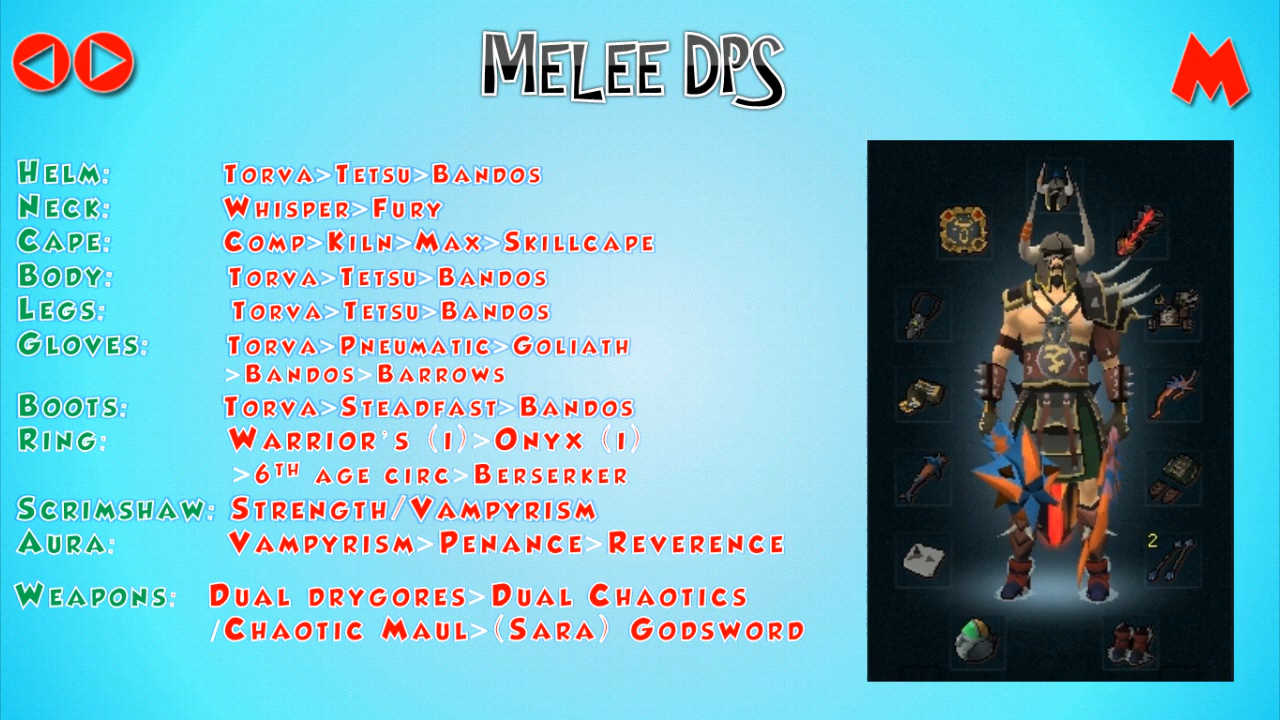 Melee DPS
M
Helm: Torva>Tetsu>Bandos
Neck: Whisper>Fury
Cape: Comp>Kiln>Max>Skillcape
Body: Torva>Tetsu>Bandos
Legs: Torva>Tetsu>Bandos
Gloves: Torva>Pneumatic>Goliath
>Bandos>Barrows
Boots: Torva>Steadfast>Bandos
Ring: Warrior's (i)>Onyx (i)
>6th age circ>Berserker
Scrimshaw: Strength/Vampyrism
Aura: Vampyrism>Penance>Reverence
Weapons: Dual drygores>Dual Chaotics
/Chaotic Maul>(Sara) Godsword
2